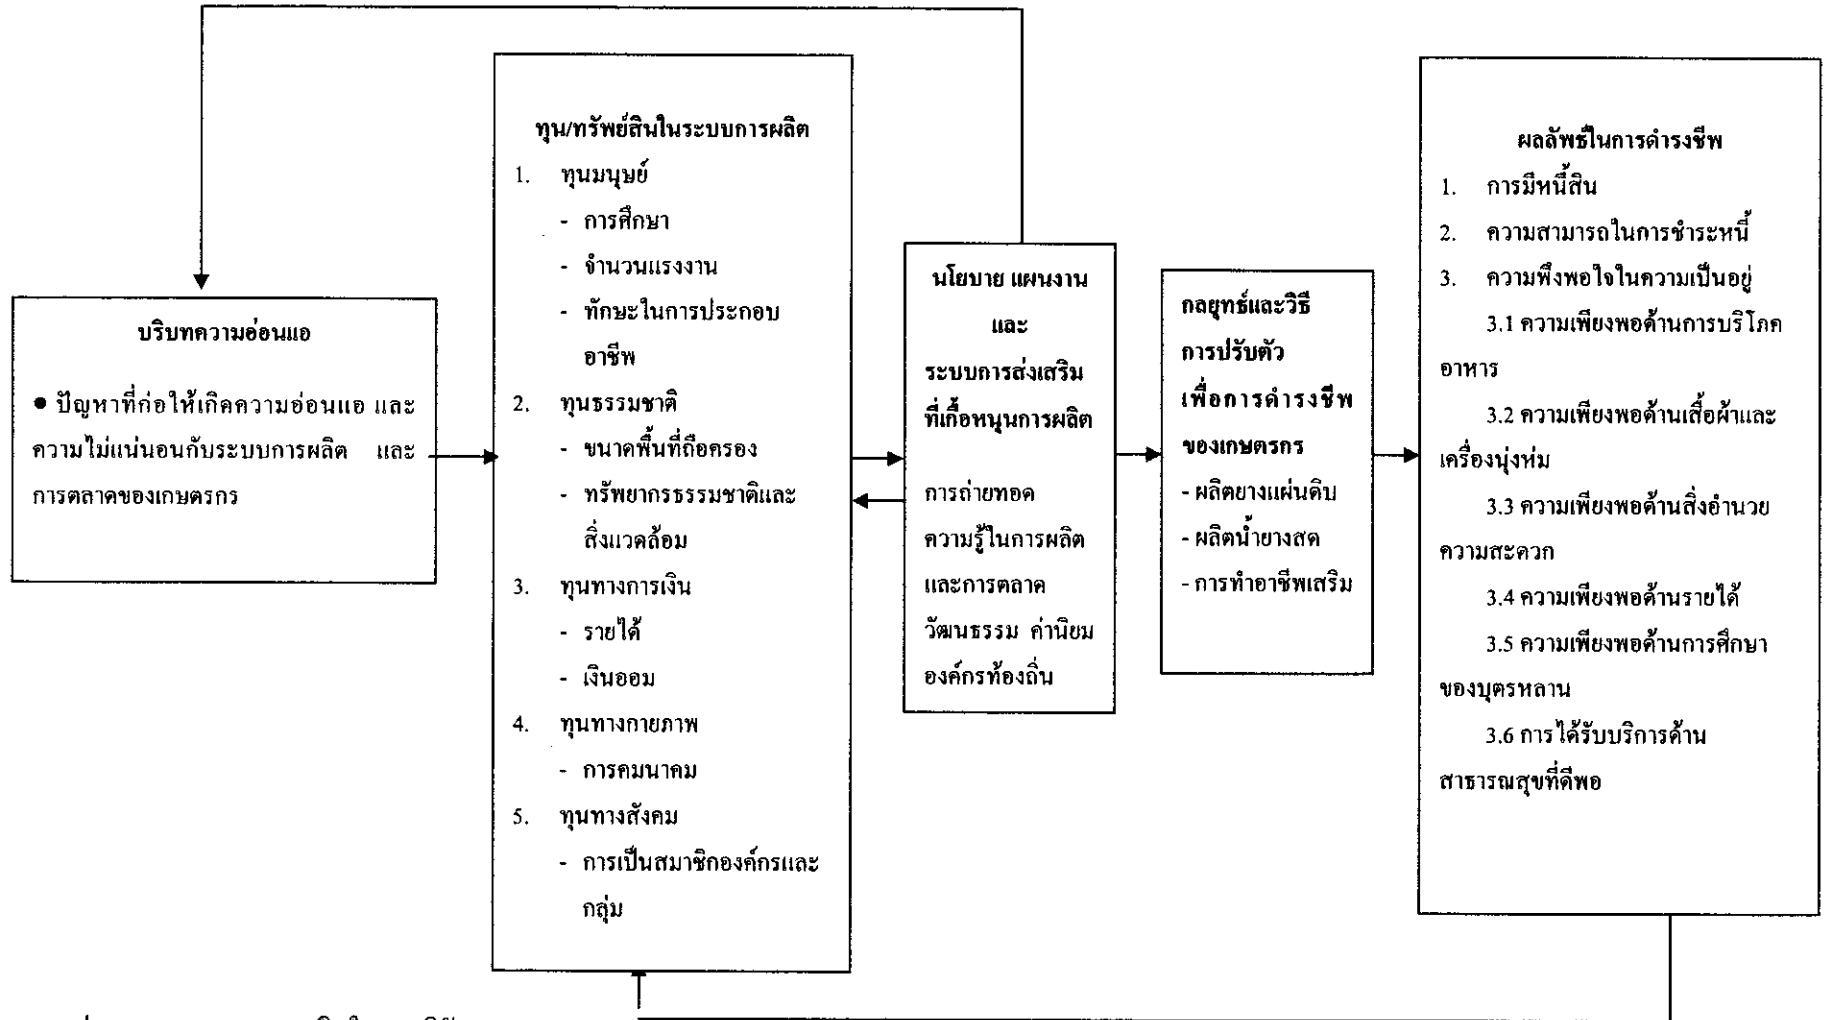 บริบทความอ่อนแอ
● ปัญหาที่ก่อให้เกิดความอ่อนแอ และ
ความไม่แน่นอนกับระบบการผลิต และ
การตลาดของเกษตรกร
ทุน/ทรัพย์สินในระบบการผลิต
1. ทุนมนุษย์
- การศึกษา
- จำนวนแรงงาน
- ทักษะในการประกอบ
อาชีพ
2. ทุนธรรมชาติ
- ขนาดพื้นที่ถือครอง
- ทรัพยากรธรรมชาติและ
สิ่งแวดล้อม
3. ทุนทางการเงิน
- รายได้
- เงินออม
4. ทุนทางกายภาพ
- การคมนาคม
5. ทุนทางสังคม
- การเป็นสมาชิกองค์กรและ
กลุ่ม
นโยบาย แผนงาน
และ
ระบบการส่งเสริม
ที่เกื้อหนุนการผลิต
การถ่ายทอด
ความรู้ในการผลิต
และการตลาด
วัฒนธรรม ค่านิยม
องค์กรท้องถิ่น
กลยุทธ์และวิธี
การปรับตัว
เพื่อการดำรงชีพ
ของเกษตรกร
- ผลิตยางแผ่นดิบ
- ผลิตน้ำยางสด
- การทำอาชีพเสริม
ผลลัพธ์ในการดำรงชีพ
1. การมีหนี้สิน
2. ความสามารถในการชำระหนี้
3. ความพึงพอใจในความเป็นอยู่
3.1 ความเพียงพอด้านการบริโภค
อาหาร
3.2 ความเพียงพอด้านเสื้อผ้าและ
เครื่องนุ่งห่ม
3.3 ความเพียงพอด้านสิ่งอำนวย
ความสะดวก
3.4 ความเพียงพอด้านรายได้
3.5 ความเพียงพอด้านการศึกษา
ของบุตรหลาน
3.6 การได้รับบริการด้าน
สาธารณสุขที่ดีพอ